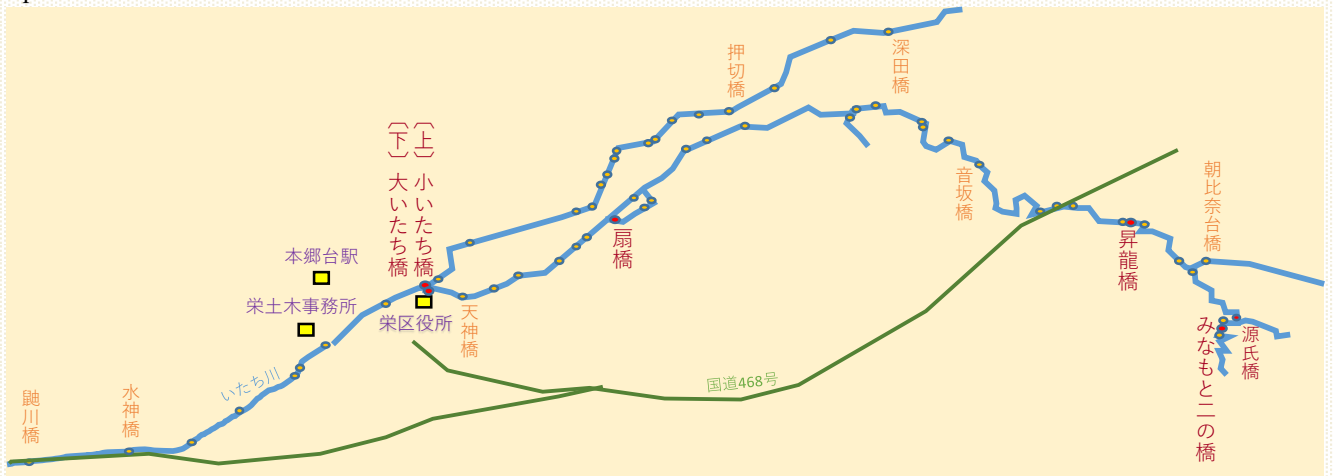 押切橋
深田橋
〔上〕小いたち橋
〔下〕大いたち橋
音坂橋
朝比奈台橋
扇橋
昇龍橋
本郷台駅
栄土木事務所
栄区役所
天神橋
みなもと二の橋
源氏橋
国道468号
いたち川
水神橋
鼬川橋